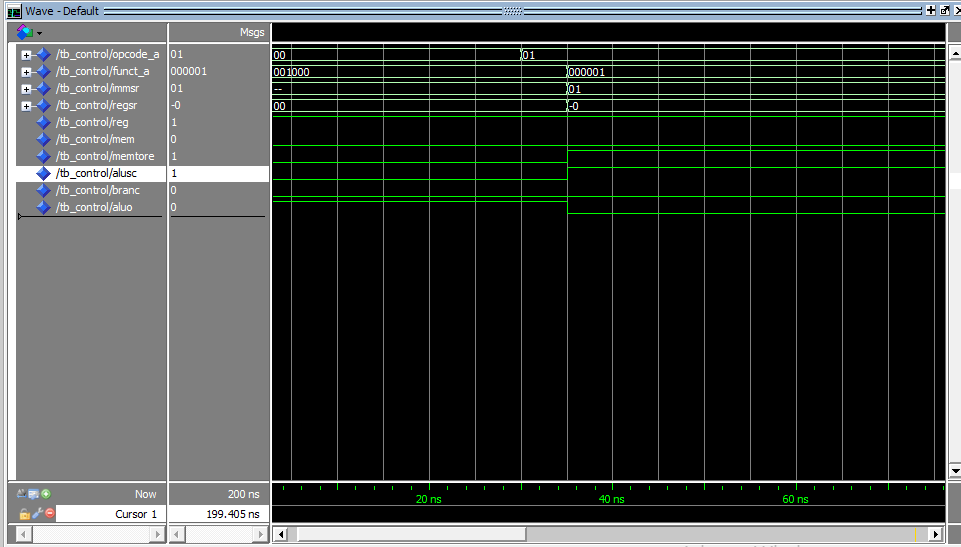 Wave - Default
Msgs
/tb_control/opcode_a 01 00 01
/tb_control/funct_a 000001 001000 000001
/tb_control/immsr 01 -- 01
/tb_control/regsr -0 00 -0
/tb_control/reg 1
/tb_control/mem 0
/tb_control/memtore 1
/tb_control/alusc 1
/tb_control/branc 0
/tb_control/aluo 0
Now 200 ns 20 ns 40 ns 60 ns
Cursor 1 199.405 ns